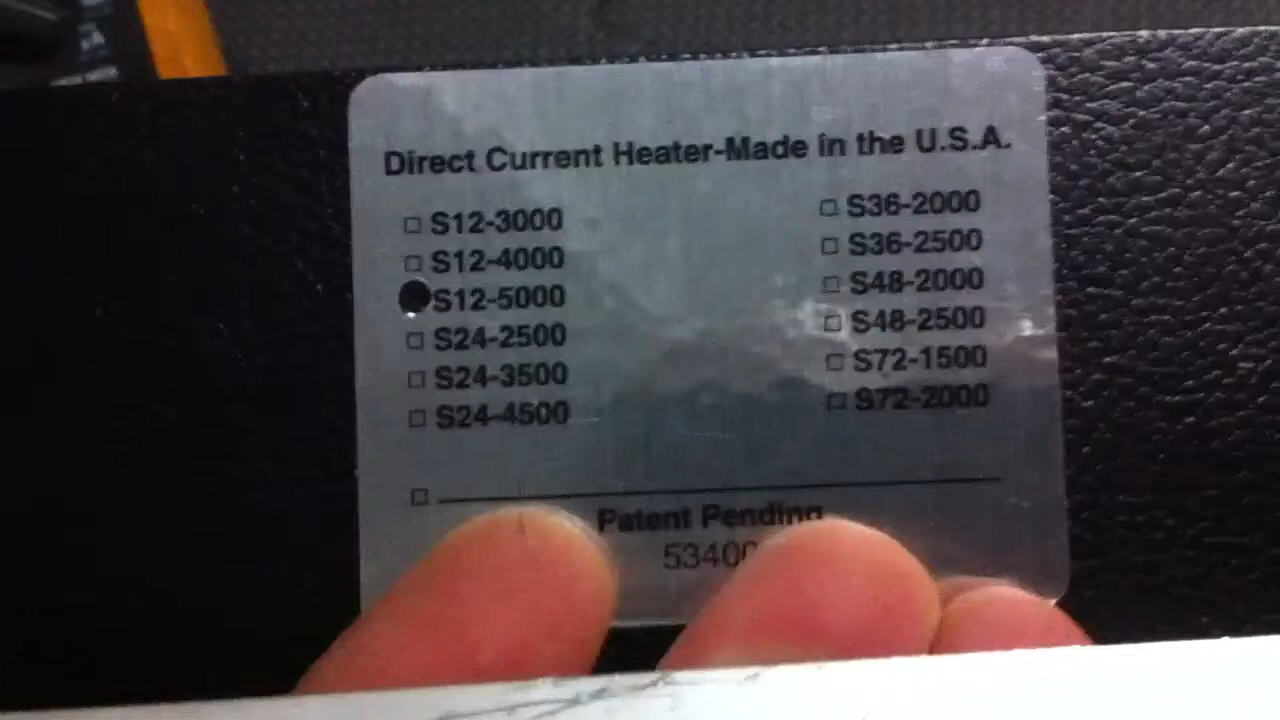 Direct Current Heater-Made in the U.S.A.
S12-3000
S12-4000
S12-5000
S24-2500
S24-3500
S24-4500
S36-2000
S36-2500
S48-2000
S48-2500
S72-1500
S72-2000
Patent Pending